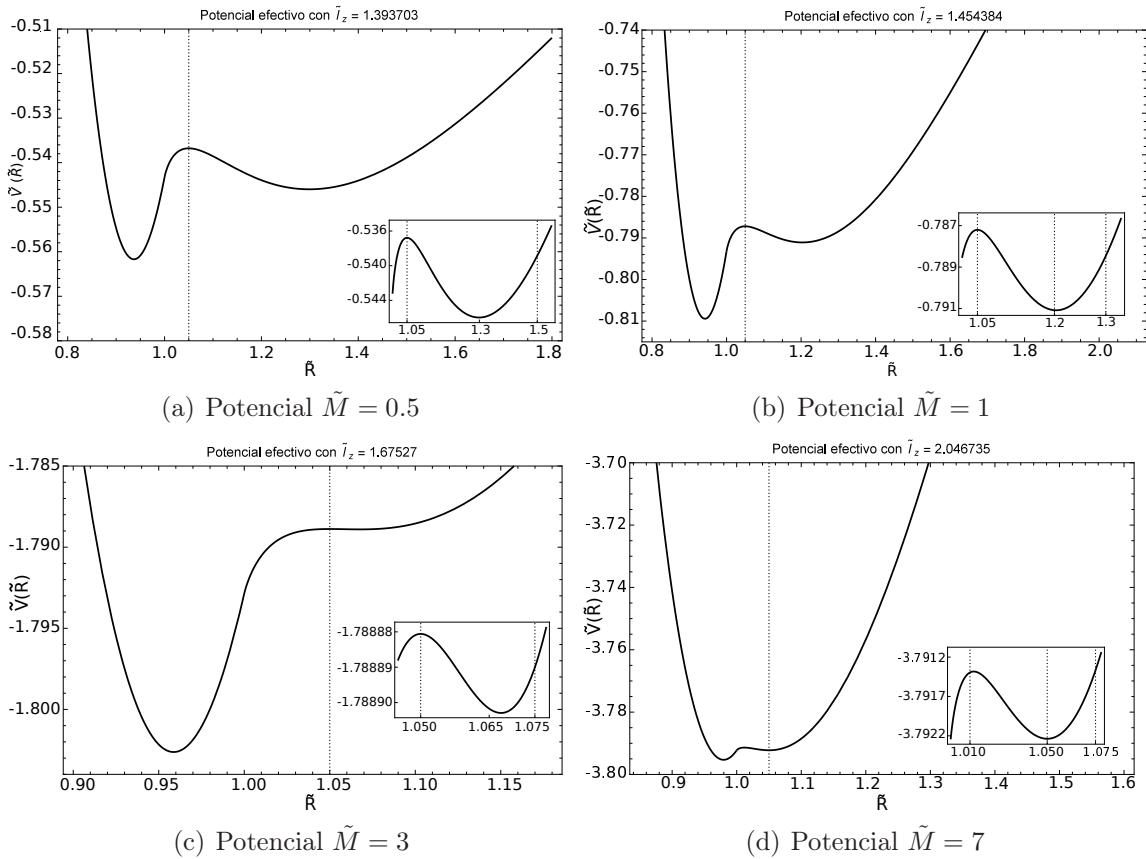 Potencial efectivo con l̃_z = 1.393703
-0.51
-0.52
-0.53
-0.54
-0.55
-0.56
-0.57
-0.58
Ṽ(R̃)
0.8 1.0 1.2 1.4 1.6 1.8
R̃
-0.536
-0.540
-0.544
1.05 1.3 1.5
(a) Potencial M̃ = 0.5
Potencial efectivo con l̃_z = 1.454384
-0.74
-0.75
-0.76
-0.77
-0.78
-0.79
-0.80
-0.81
Ṽ(R̃)
0.8 1.0 1.2 1.4 1.6 1.8 2.0
R̃
-0.787
-0.789
-0.791
1.05 1.2 1.3
(b) Potencial M̃ = 1
Potencial efectivo con l̃_z = 1.67527
-1.785
-1.790
-1.795
-1.800
Ṽ(R̃)
0.90 0.95 1.00 1.05 1.10 1.15
R̃
-1.78888
-1.78889
-1.78890
1.050 1.065 1.075
(c) Potencial M̃ = 3
Potencial efectivo con l̃_z = 2.046735
-3.70
-3.72
-3.74
-3.76
-3.78
-3.80
Ṽ(R̃)
0.9 1.0 1.1 1.2 1.3 1.4 1.5 1.6
R̃
-3.7912
-3.7917
-3.7922
1.010 1.050 1.075
(d) Potencial M̃ = 7